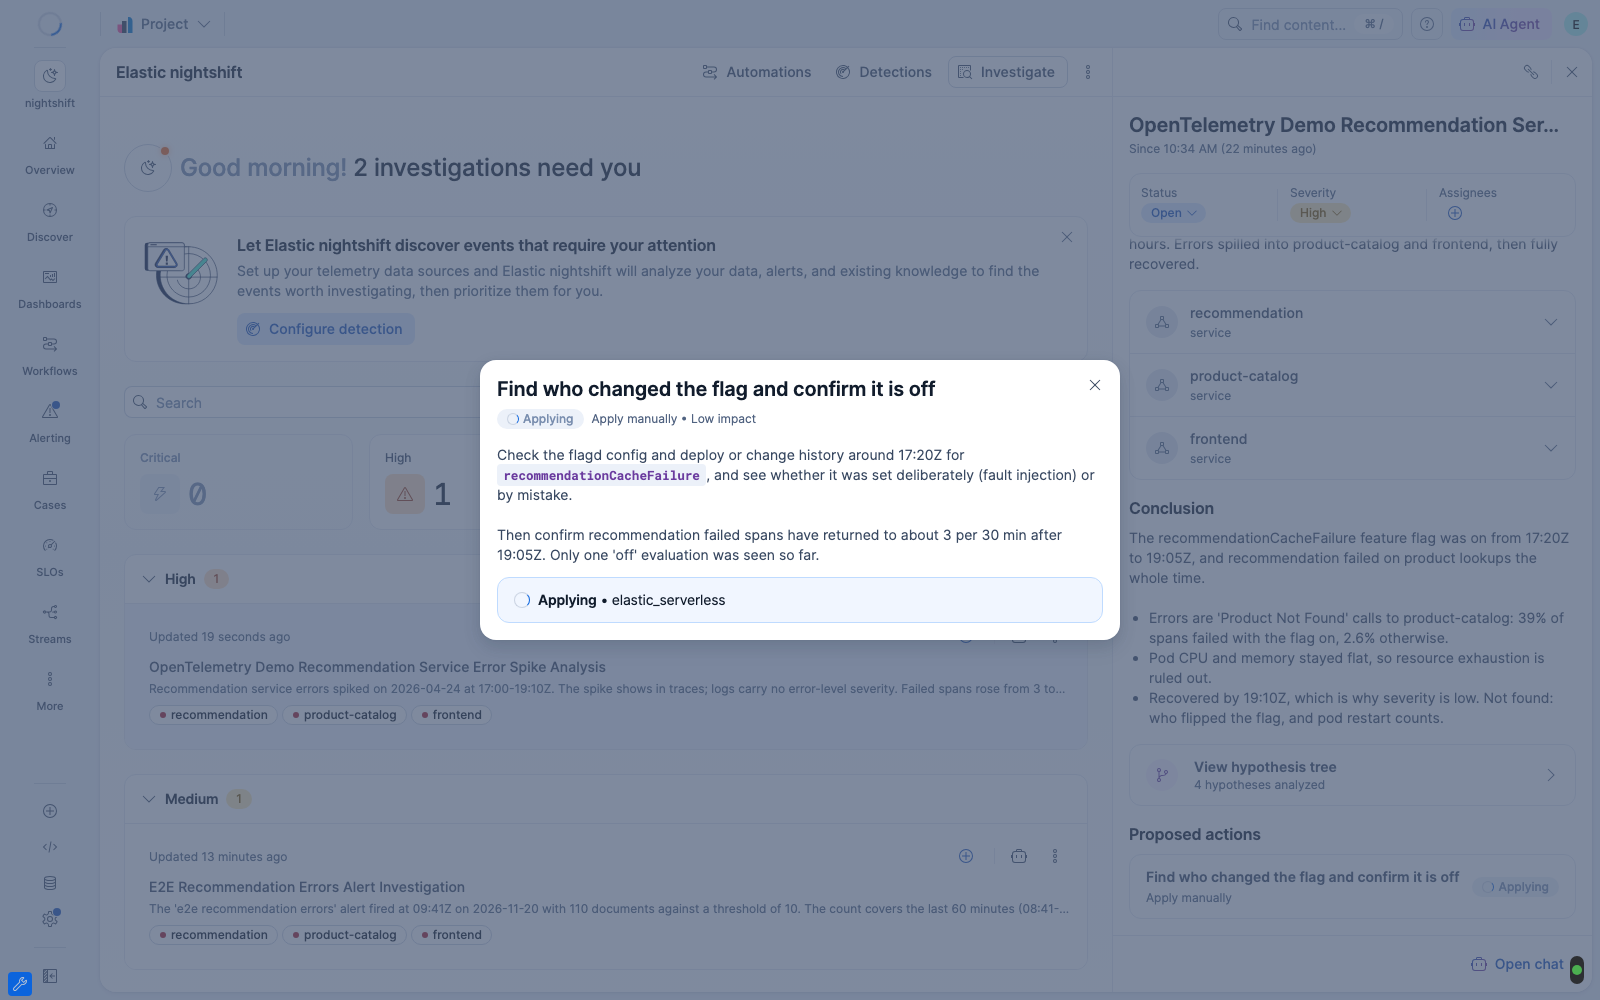 Project
Find content...
⌘ /
AI Agent
E
nightshift
Overview
Discover
Dashboards
Workflows
Alerting
Cases
SLOs
Streams
More
Elastic nightshift
Automations
Detections
Investigate
Good morning! 2 investigations need you
Let Elastic nightshift discover events that require your attention
Set up your telemetry data sources and Elastic nightshift will analyze your data, alerts, and existing knowledge to find the
events worth investigating, then prioritize them for you.
Configure detection
Search
Critical
0
High
1
High 1
Updated 19 seconds ago
OpenTelemetry Demo Recommendation Service Error Spike Analysis
Recommendation service errors spiked on 2026-04-24 at 17:00-19:10Z. The spike shows in traces; logs carry no error-level severity. Failed spans rose from 3 to...
recommendation
product-catalog
frontend
Medium 1
Updated 13 minutes ago
E2E Recommendation Errors Alert Investigation
The 'e2e recommendation errors' alert fired at 09:41Z on 2026-11-20 with 110 documents against a threshold of 10. The count covers the last 60 minutes (08:41-...
recommendation
product-catalog
frontend
Find who changed the flag and confirm it is off
Applying
Apply manually • Low impact
Check the flagd config and deploy or change history around 17:20Z for
recommendationCacheFailure, and see whether it was set deliberately (fault injection) or
by mistake.
Then confirm recommendation failed spans have returned to about 3 per 30 min after
19:05Z. Only one 'off' evaluation was seen so far.
Applying • elastic_serverless
OpenTelemetry Demo Recommendation Ser...
Since 10:34 AM (22 minutes ago)
Status
Open
Severity
High
Assignees
hours. Errors spilled into product-catalog and frontend, then fully
recovered.
recommendation
service
product-catalog
service
frontend
service
Conclusion
The recommendationCacheFailure feature flag was on from 17:20Z
to 19:05Z, and recommendation failed on product lookups the
whole time.
• Errors are 'Product Not Found' calls to product-catalog: 39% of
spans failed with the flag on, 2.6% otherwise.
• Pod CPU and memory stayed flat, so resource exhaustion is
ruled out.
• Recovered by 19:10Z, which is why severity is low. Not found:
who flipped the flag, and pod restart counts.
View hypothesis tree
4 hypotheses analyzed
Proposed actions
Find who changed the flag and confirm it is off
Apply manually
Applying
Open chat